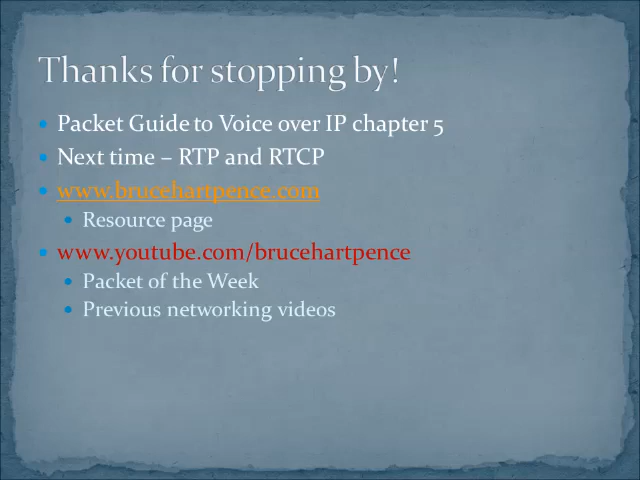 Thanks for stopping by!
Packet Guide to Voice over IP chapter 5
Next time – RTP and RTCP
www.brucehartpence.com
Resource page
www.youtube.com/brucehartpence
Packet of the Week
Previous networking videos